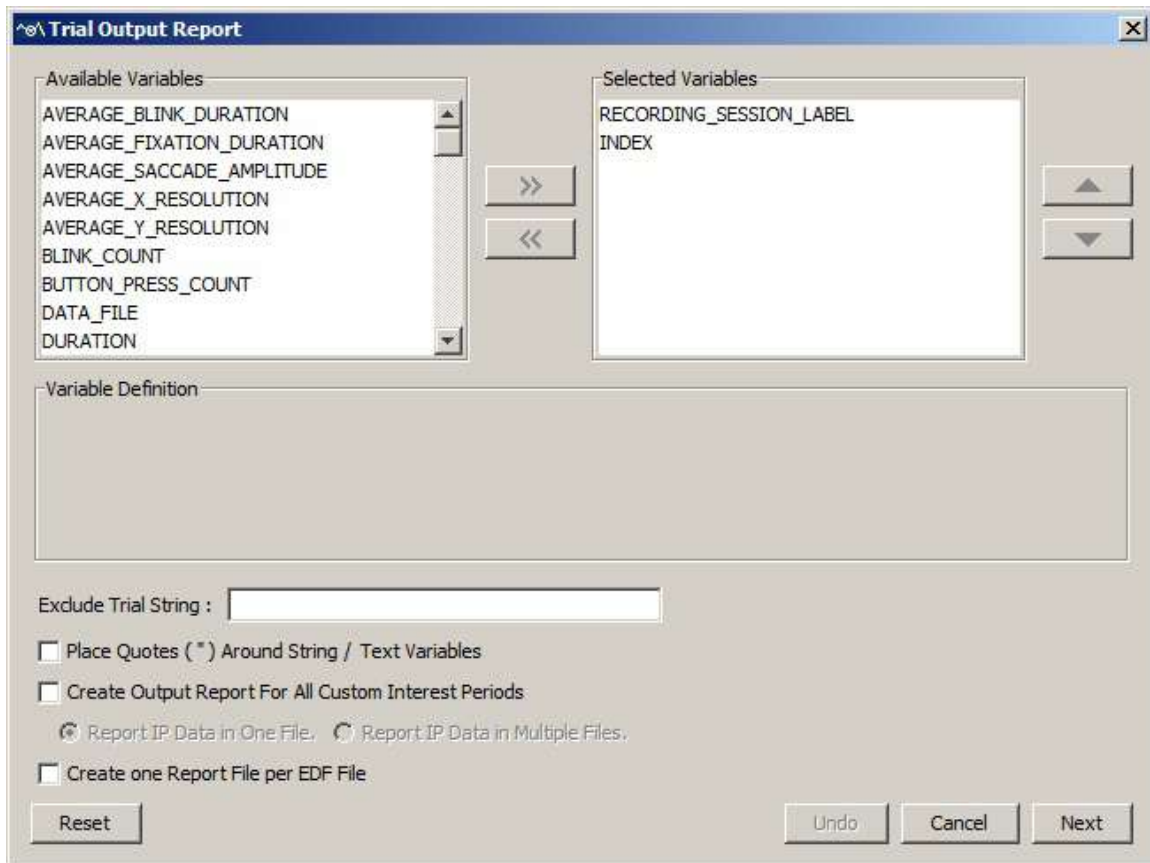 Trial Output Report
Available Variables
AVERAGE_BLINK_DURATION
AVERAGE_FIXATION_DURATION
AVERAGE_SACCADE_AMPLITUDE
AVERAGE_X_RESOLUTION
AVERAGE_Y_RESOLUTION
BLINK_COUNT
BUTTON_PRESS_COUNT
DATA_FILE
DURATION
>>
<<
Selected Variables
RECORDING_SESSION_LABEL
INDEX
Variable Definition
Exclude Trial String :
Place Quotes ( " ) Around String / Text Variables
Create Output Report For All Custom Interest Periods
Report IP Data in One File. Report IP Data in Multiple Files.
Create one Report File per EDF File
Reset Undo Cancel Next